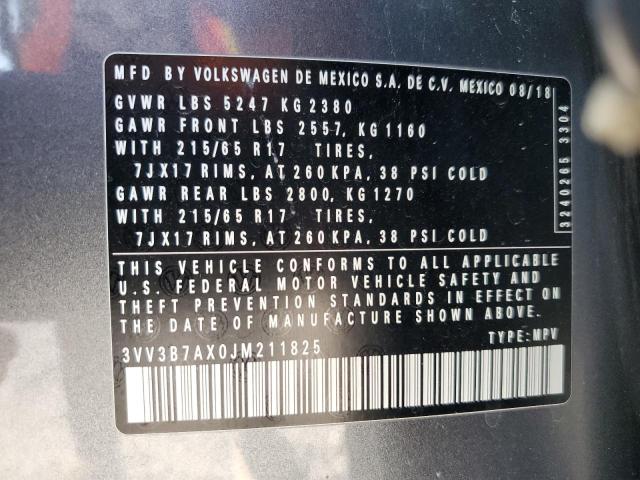 MFD BY VOLKSWAGEN DE MEXICO S.A. DE C.V. MEXICO 08/18
GVWR LBS 5247 KG 2380
GAWR FRONT LBS 2557, KG 1160
WITH 215/65 R17 TIRES,
7JX17 RIMS, AT 260 KPA, 38 PSI COLD
GAWR REAR LBS 2800, KG 1270
WITH 215/65 R17 TIRES,
7JX17 RIMS, AT 260 KPA, 38 PSI COLD
3240265 3304
THIS VEHICLE CONFORMS TO ALL APPLICABLE
U.S. FEDERAL MOTOR VEHICLE SAFETY AND
THEFT PREVENTION STANDARDS IN EFFECT ON
THE DATE OF MANUFACTURE SHOWN ABOVE.
3VV3B7AX0JM211825 TYPE: MPV